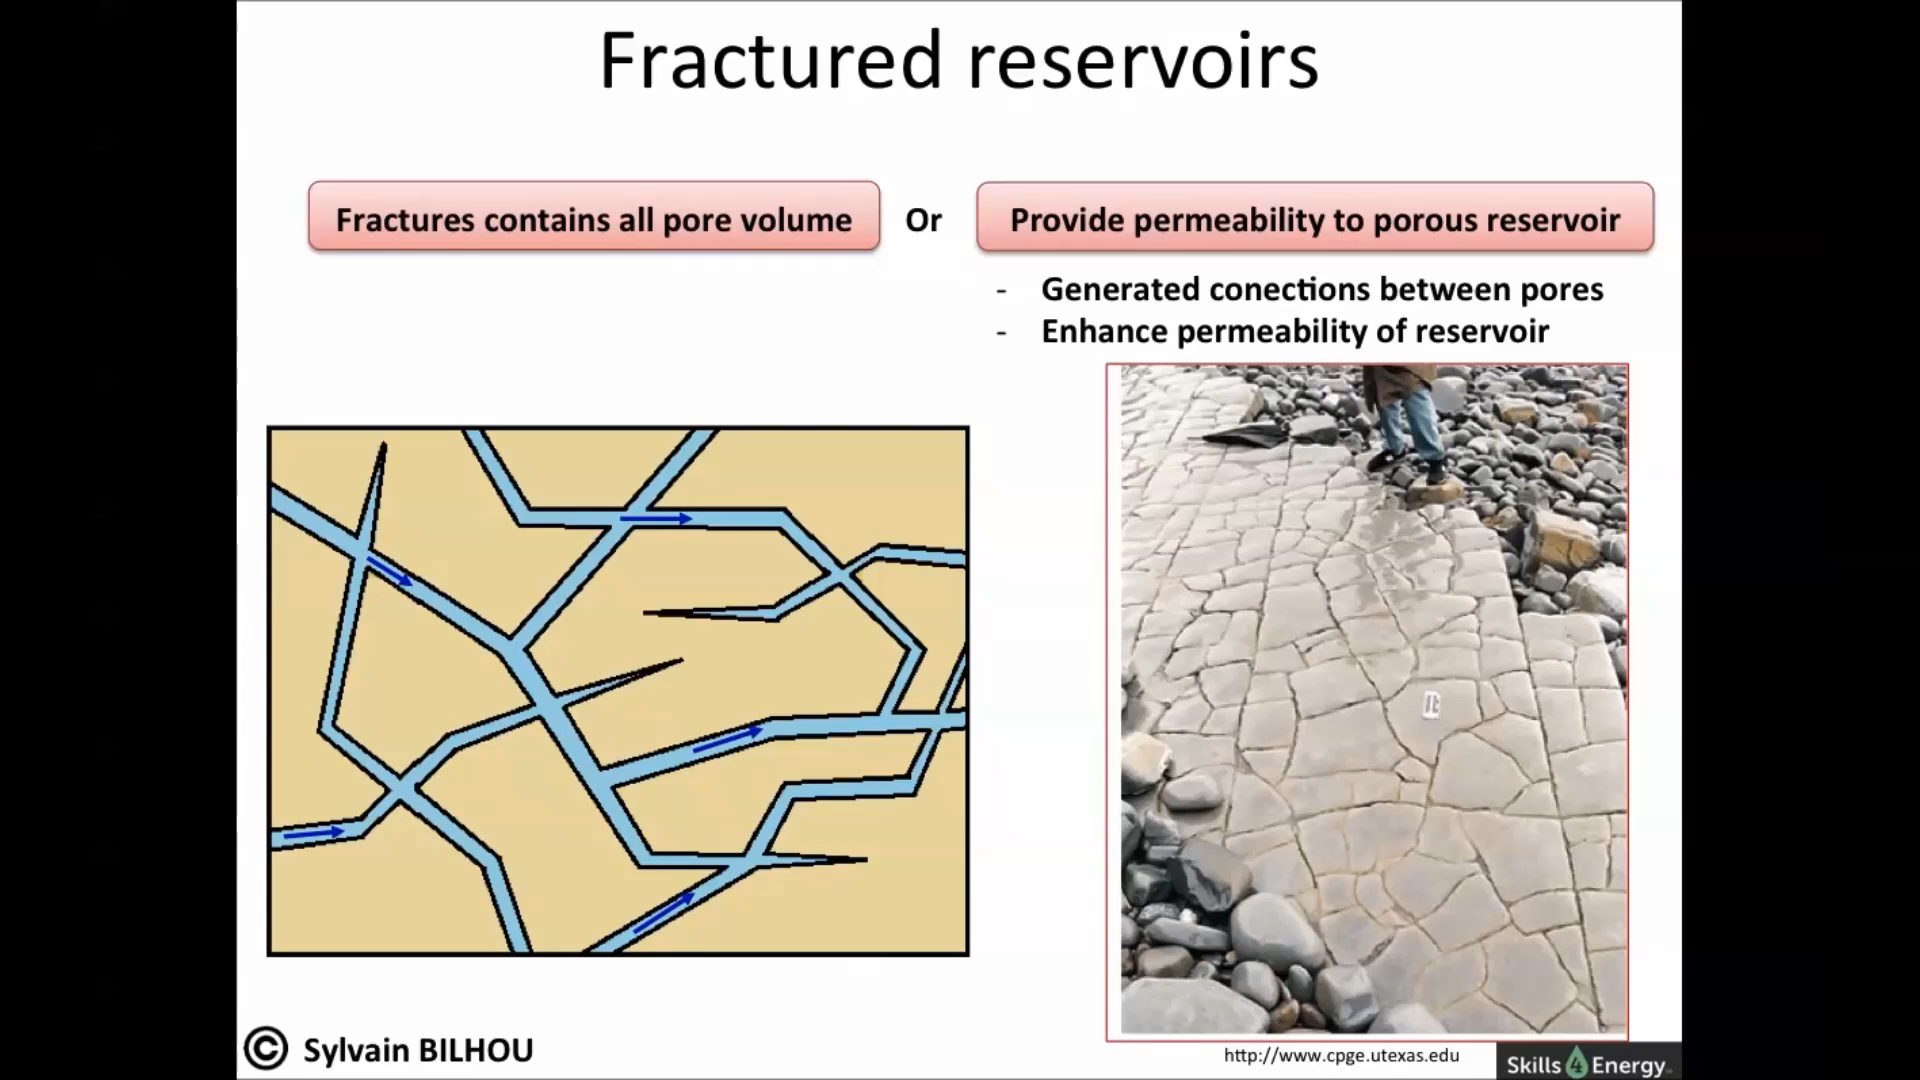 Fractured reservoirs
Fractures contains all pore volume
Or
Provide permeability to porous reservoir
- Generated conections between pores
- Enhance permeability of reservoir
© Sylvain BILHOU
http://www.cpge.utexas.edu
Skills 4 Energy